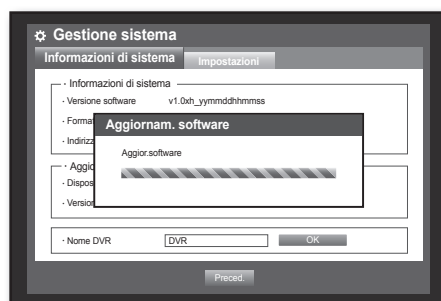 Gestione sistema
Informazioni di sistema
Impostazioni
· Informazioni di sistema
· Versione software v1.0xh_yymmddhhmmss
Aggiornam. software
Aggior.software
· Nome DVR DVR OK
Preced.